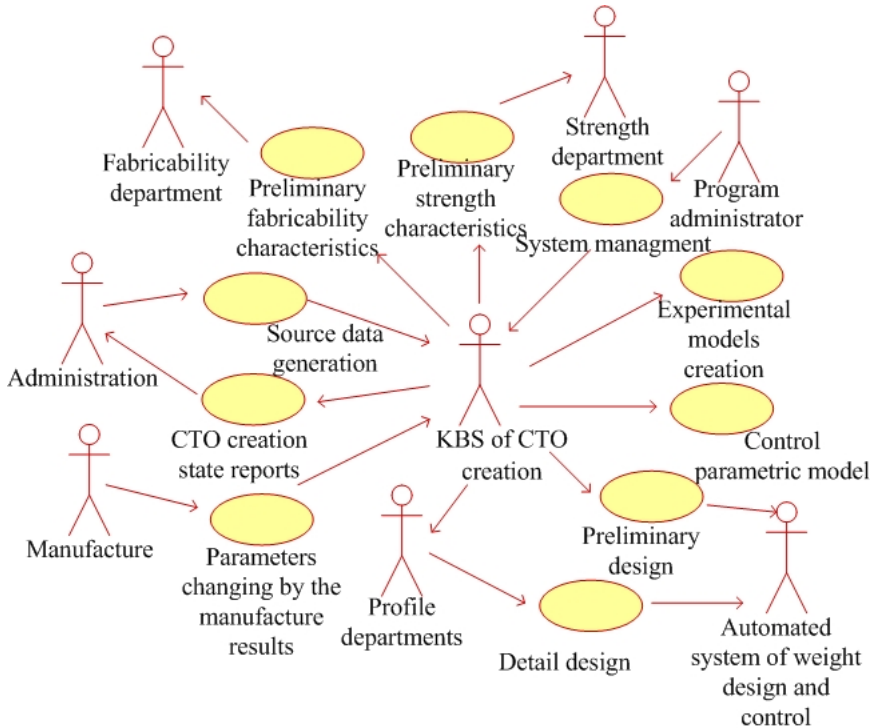 Fabricability
department
Preliminary
fabricability
characteristics
Preliminary
strength
characteristics
Strength
department
Program
administrator
System managment
Administration
Source data
generation
Experimental
models
creation
CTO creation
state reports
KBS of CTO
creation
Control
parametric model
Manufacture
Parameters
changing by the
manufacture
results
Profile
departments
Preliminary
design
Detail design
Automated
system of weight
design and
control